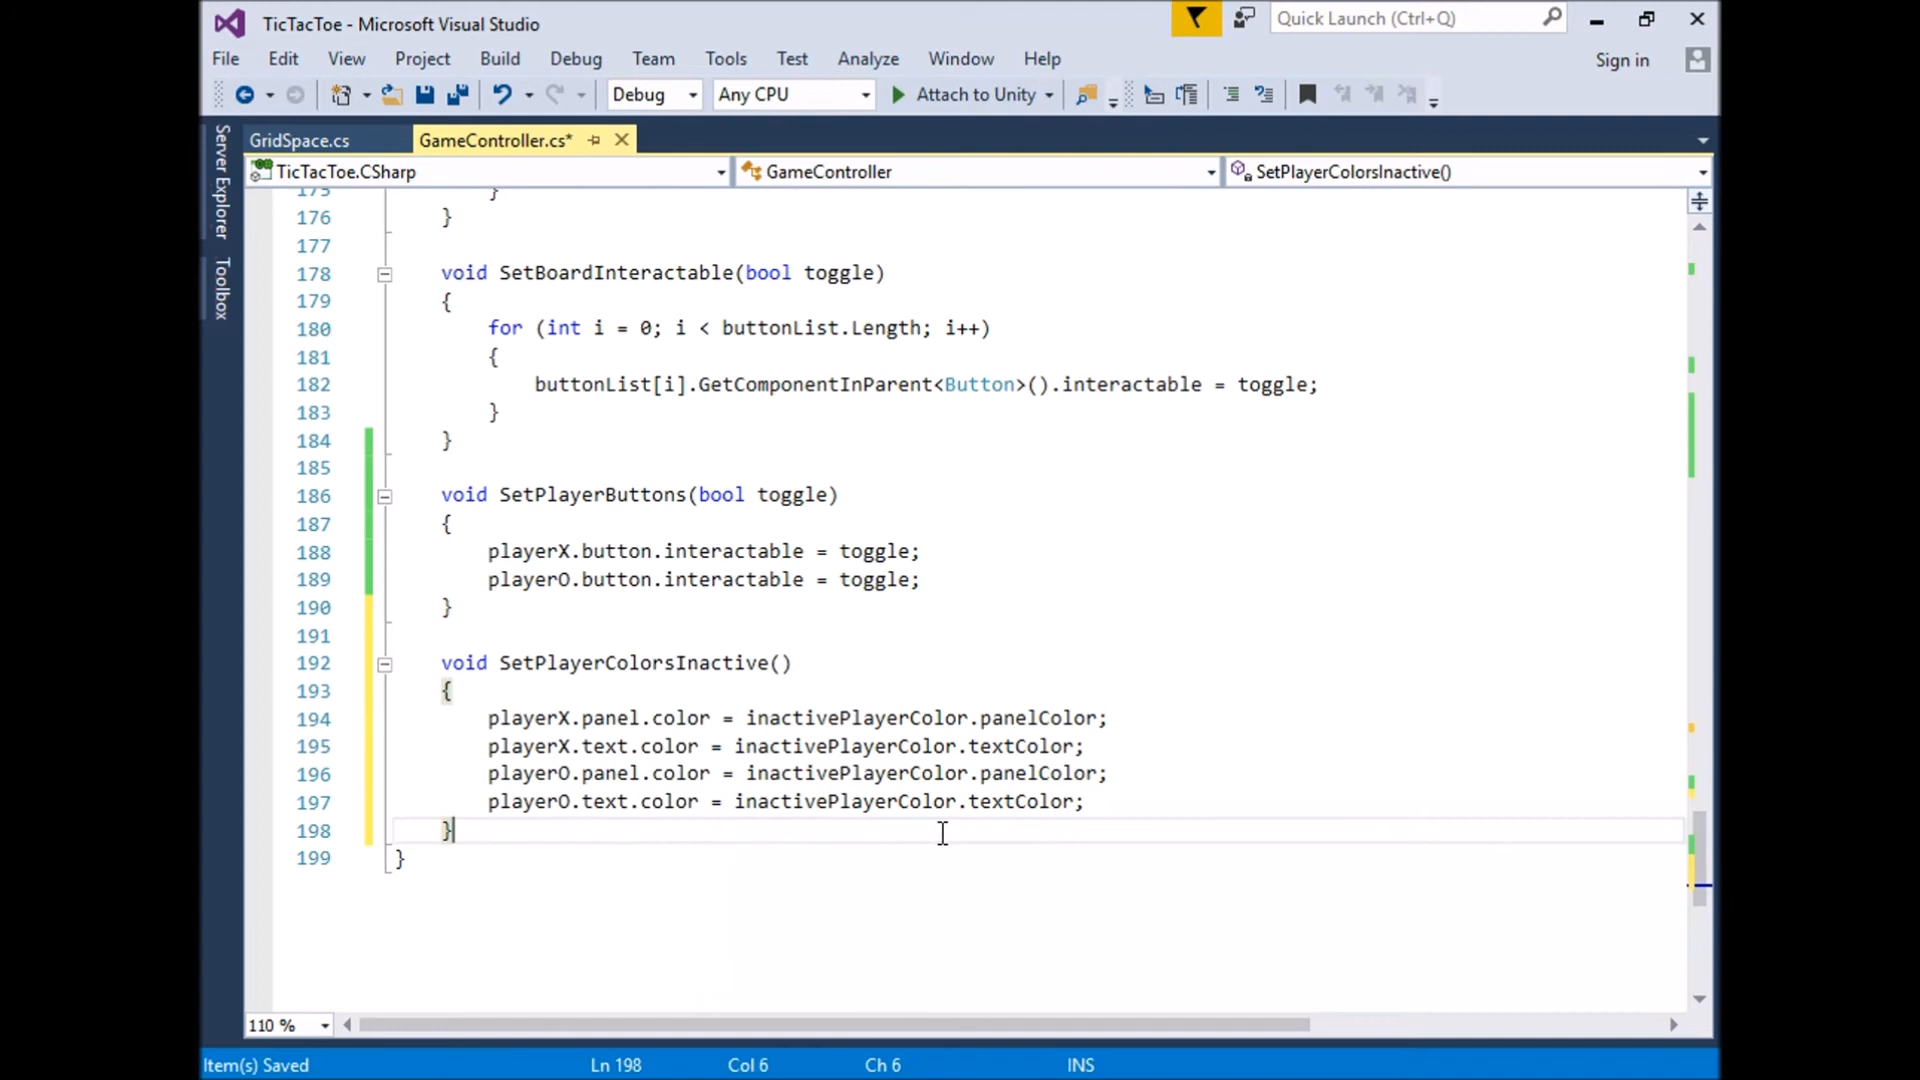 TicTacToe - Microsoft Visual Studio
Quick Launch (Ctrl+Q)
File Edit View Project Build Debug Team Tools Test Analyze Window Help
Sign in
Debug Any CPU Attach to Unity
Server Explorer
Toolbox
GridSpace.cs GameController.cs*
TicTacToe.CSharp GameController SetPlayerColorsInactive()
175 }
176 }
177
178 void SetBoardInteractable(bool toggle)
179 {
180 for (int i = 0; i < buttonList.Length; i++)
181 {
182 buttonList[i].GetComponentInParent<Button>().interactable = toggle;
183 }
184 }
185
186 void SetPlayerButtons(bool toggle)
187 {
188 playerX.button.interactable = toggle;
189 playerO.button.interactable = toggle;
190 }
191
192 void SetPlayerColorsInactive()
193 {
194 playerX.panel.color = inactivePlayerColor.panelColor;
195 playerX.text.color = inactivePlayerColor.textColor;
196 playerO.panel.color = inactivePlayerColor.panelColor;
197 playerO.text.color = inactivePlayerColor.textColor;
198 }
199 }
110 %
Item(s) Saved Ln 198 Col 6 Ch 6 INS